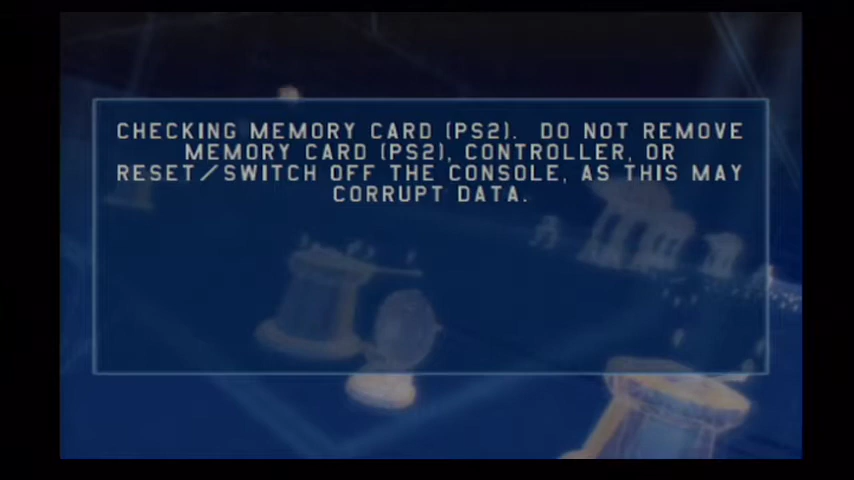 CHECKING MEMORY CARD (PS2). DO NOT REMOVE
MEMORY CARD (PS2), CONTROLLER, OR
RESET/SWITCH OFF THE CONSOLE, AS THIS MAY
CORRUPT DATA.